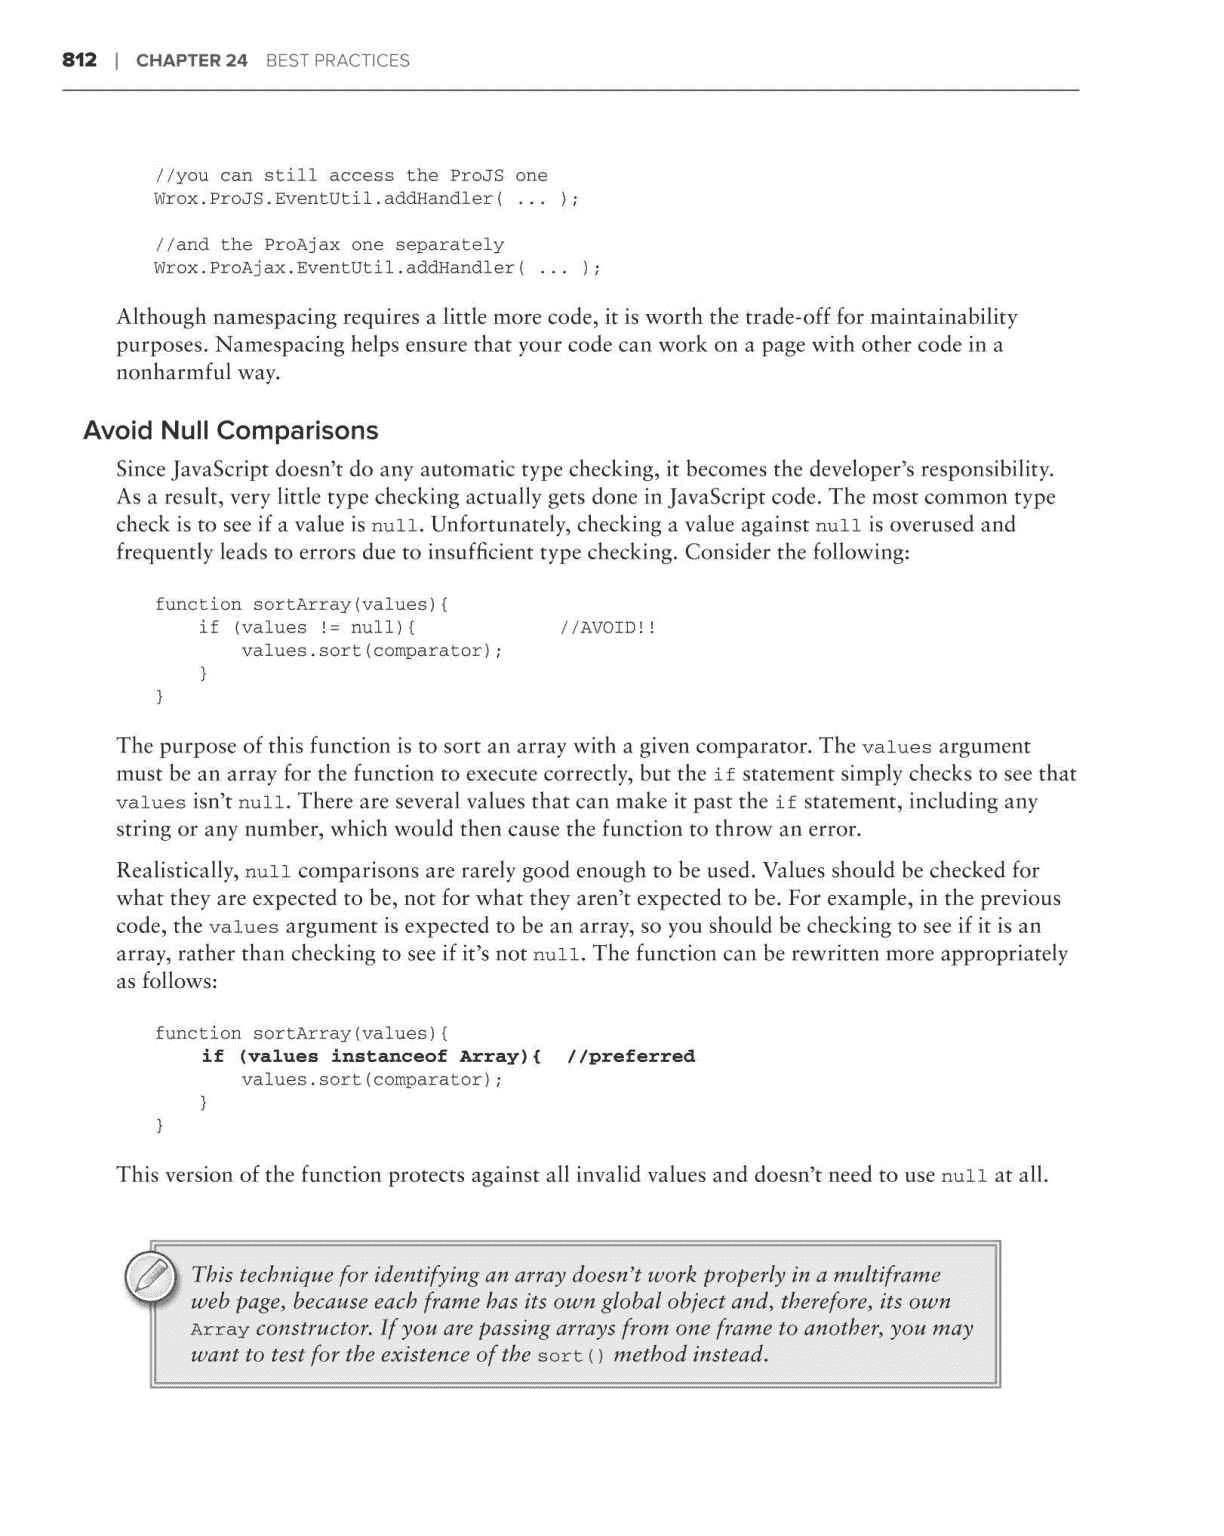 812 | CHAPTER 24 BEST PRACTICES
//you can still access the ProJS one
Wrox.ProJS.EventUtil.addHandler( ... );
//and the ProAjax one separately
Wrox.ProAjax.EventUtil.addHandler( ... );
Although namespacing requires a little more code, it is worth the trade-off for maintainability
purposes. Namespacing helps ensure that your code can work on a page with other code in a
nonharmful way.
Avoid Null Comparisons
Since JavaScript doesn't do any automatic type checking, it becomes the developer's responsibility.
As a result, very little type checking actually gets done in JavaScript code. The most common type
check is to see if a value is null. Unfortunately, checking a value against null is overused and
frequently leads to errors due to insufficient type checking. Consider the following:
function sortArray(values){
    if (values != null){             //AVOID!!
        values.sort(comparator);
    }
}
The purpose of this function is to sort an array with a given comparator. The values argument
must be an array for the function to execute correctly, but the if statement simply checks to see that
values isn't null. There are several values that can make it past the if statement, including any
string or any number, which would then cause the function to throw an error.
Realistically, null comparisons are rarely good enough to be used. Values should be checked for
what they are expected to be, not for what they aren't expected to be. For example, in the previous
code, the values argument is expected to be an array, so you should be checking to see if it is an
array, rather than checking to see if it's not null. The function can be rewritten more appropriately
as follows:
function sortArray(values){
    if (values instanceof Array){  //preferred
        values.sort(comparator);
    }
}
This version of the function protects against all invalid values and doesn't need to use null at all.
This technique for identifying an array doesn't work properly in a multiframe
web page, because each frame has its own global object and, therefore, its own
Array constructor. If you are passing arrays from one frame to another, you may
want to test for the existence of the sort() method instead.